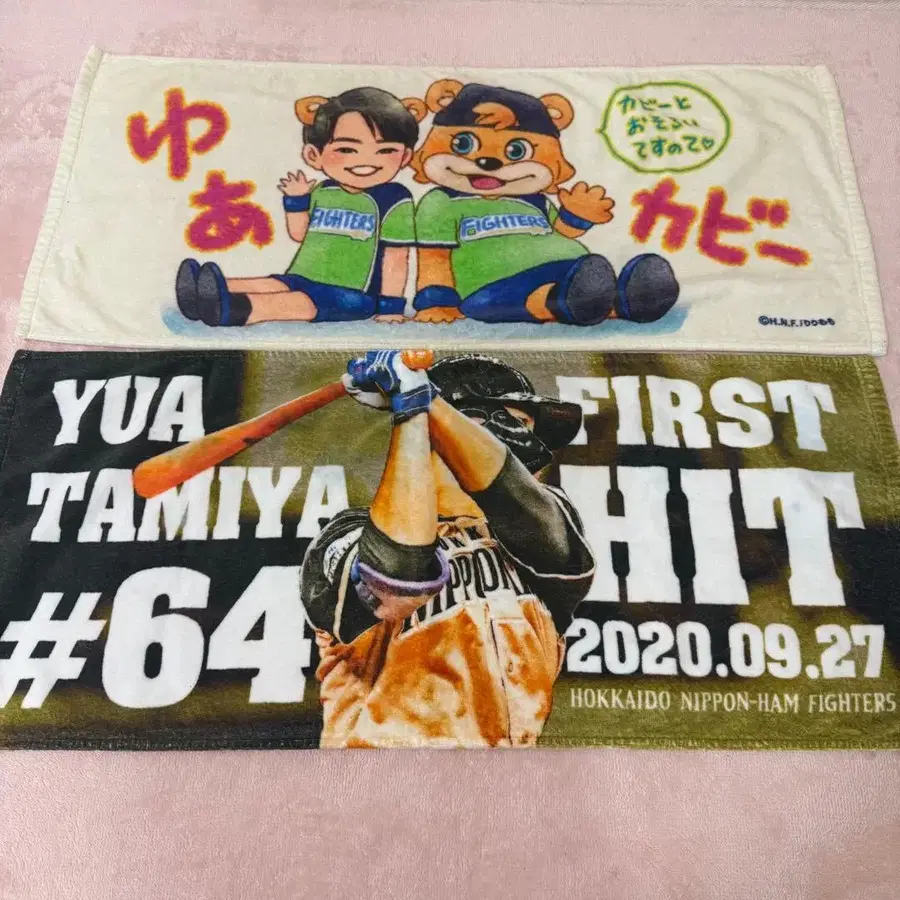 ゆ
あ
FIGHTERS
FIGHTERS
カビーと
おそろい
ですので♡
カビー
©H.N.F.
YUA
TAMIYA
#64
NIPPON
FIRST
HIT
2020.09.27
HOKKAIDO NIPPON-HAM FIGHTERS